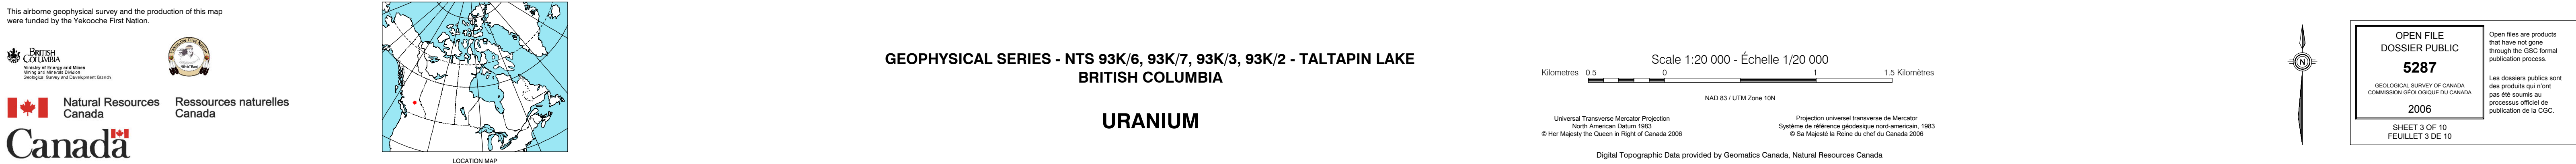 This airborne geophysical survey and the production of this map
were funded by the Yekooche First Nation.
BRITISH
COLUMBIA
Ministry of Energy and Mines
Mining and Minerals Division
Geological Survey and Development Branch
Natural Resources
Canada
Ressources naturelles
Canada
Canada
LOCATION MAP
GEOPHYSICAL SERIES - NTS 93K/6, 93K/7, 93K/3, 93K/2 - TALTAPIN LAKE
BRITISH COLUMBIA
URANIUM
Scale 1:20 000 - Échelle 1/20 000
Kilometres 0.5 0 1 1.5 Kilomètres
NAD 83 / UTM Zone 10N
Universal Transverse Mercator Projection
North American Datum 1983
© Her Majesty the Queen in Right of Canada 2006
Projection universel transverse de Mercator
Système de référence géodesique nord-americain, 1983
© Sa Majesté la Reine du chef du Canada 2006
Digital Topographic Data provided by Geomatics Canada, Natural Resources Canada
N
OPEN FILE
DOSSIER PUBLIC
5287
GEOLOGICAL SURVEY OF CANADA
COMMISSION GÉOLOGIQUE DU CANADA
2006
SHEET 3 OF 10
FEUILLET 3 DE 10
Open files are products
that have not gone
through the GSC formal
publication process.
Les dossiers publics sont
des produits qui n'ont
pas été soumis au
processus officiel de
publication de la CGC.